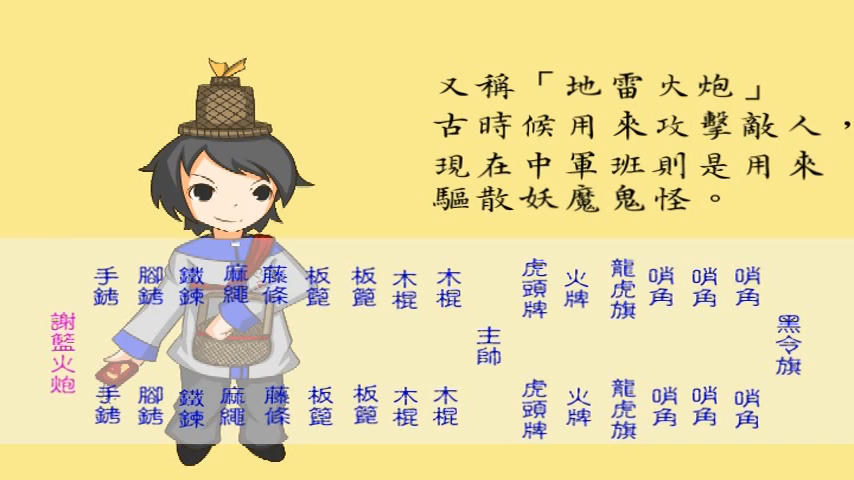 又稱「地雷火炮」
古時候用來攻擊敵人，
現在中軍班則是用來
驅散妖魔鬼怪。
手銬 腳銬 鐵鍊 麻繩 藤條 板篦 板篦 木棍 木棍 虎頭牌 火牌 龍虎旗 哨角 哨角 哨角
謝籃火炮 主帥 黑令旗
手銬 腳銬 鐵鍊 麻繩 藤條 板篦 板篦 木棍 木棍 虎頭牌 火牌 龍虎旗 哨角 哨角 哨角